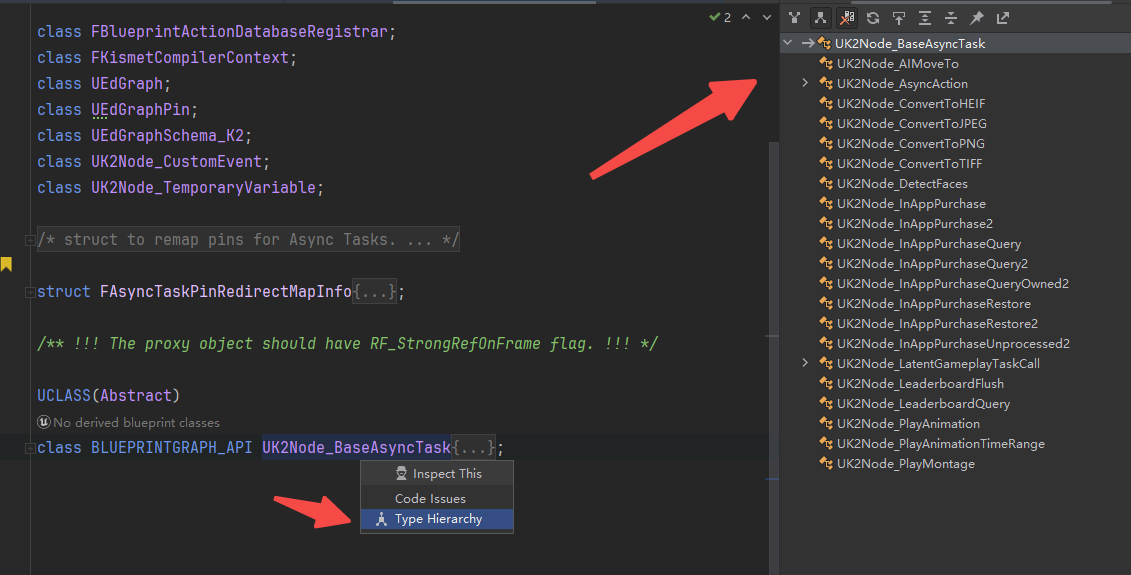 class FBlueprintActionDatabaseRegistrar;
class FKismetCompilerContext;
class UEdGraph;
class UEdGraphPin;
class UEdGraphSchema_K2;
class UK2Node_CustomEvent;
class UK2Node_TemporaryVariable;
/* struct to remap pins for Async Tasks. ... */
struct FAsyncTaskPinRedirectMapInfo{...};
/** !!! The proxy object should have RF_StrongRefOnFrame flag. !!! */
UCLASS(Abstract)
No derived blueprint classes
class BLUEPRINTGRAPH_API UK2Node_BaseAsyncTask{...};
Inspect This
Code Issues
Type Hierarchy
2
UK2Node_BaseAsyncTask
UK2Node_AIMoveTo
UK2Node_AsyncAction
UK2Node_ConvertToHEIF
UK2Node_ConvertToJPEG
UK2Node_ConvertToPNG
UK2Node_ConvertToTIFF
UK2Node_DetectFaces
UK2Node_InAppPurchase
UK2Node_InAppPurchase2
UK2Node_InAppPurchaseQuery
UK2Node_InAppPurchaseQuery2
UK2Node_InAppPurchaseQueryOwned2
UK2Node_InAppPurchaseRestore
UK2Node_InAppPurchaseRestore2
UK2Node_InAppPurchaseUnprocessed2
UK2Node_LatentGameplayTaskCall
UK2Node_LeaderboardFlush
UK2Node_LeaderboardQuery
UK2Node_PlayAnimation
UK2Node_PlayAnimationTimeRange
UK2Node_PlayMontage